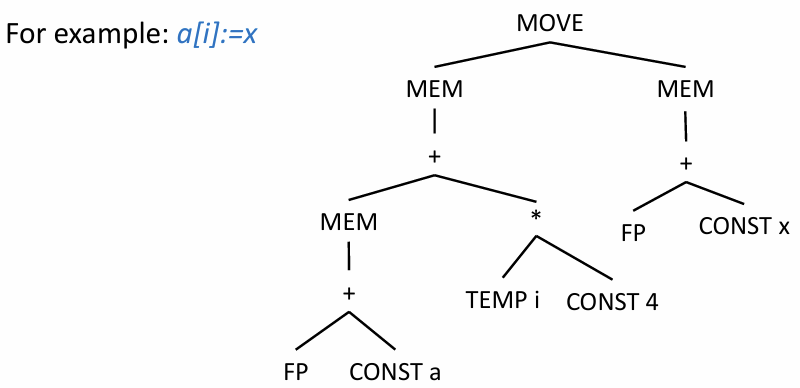 For example: a[i]:=x
MOVE
MEM MEM
+ +
MEM * FP CONST x
+ TEMP i CONST 4
FP CONST a